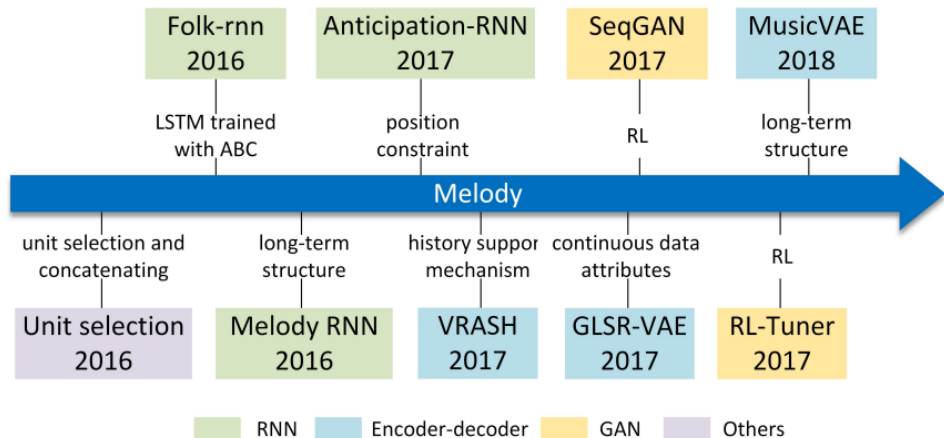 Folk-rnn
2016
Anticipation-RNN
2017
SeqGAN
2017
MusicVAE
2018
LSTM trained
with ABC
position
constraint
RL
long-term
structure
Melody
unit selection and
concatenating
long-term
structure
history suppor
mechanism
continuous data
attributes
RL
Unit selection
2016
Melody RNN
2016
VRASH
2017
GLSR-VAE
2017
RL-Tuner
2017
RNN
Encoder-decoder
GAN
Others